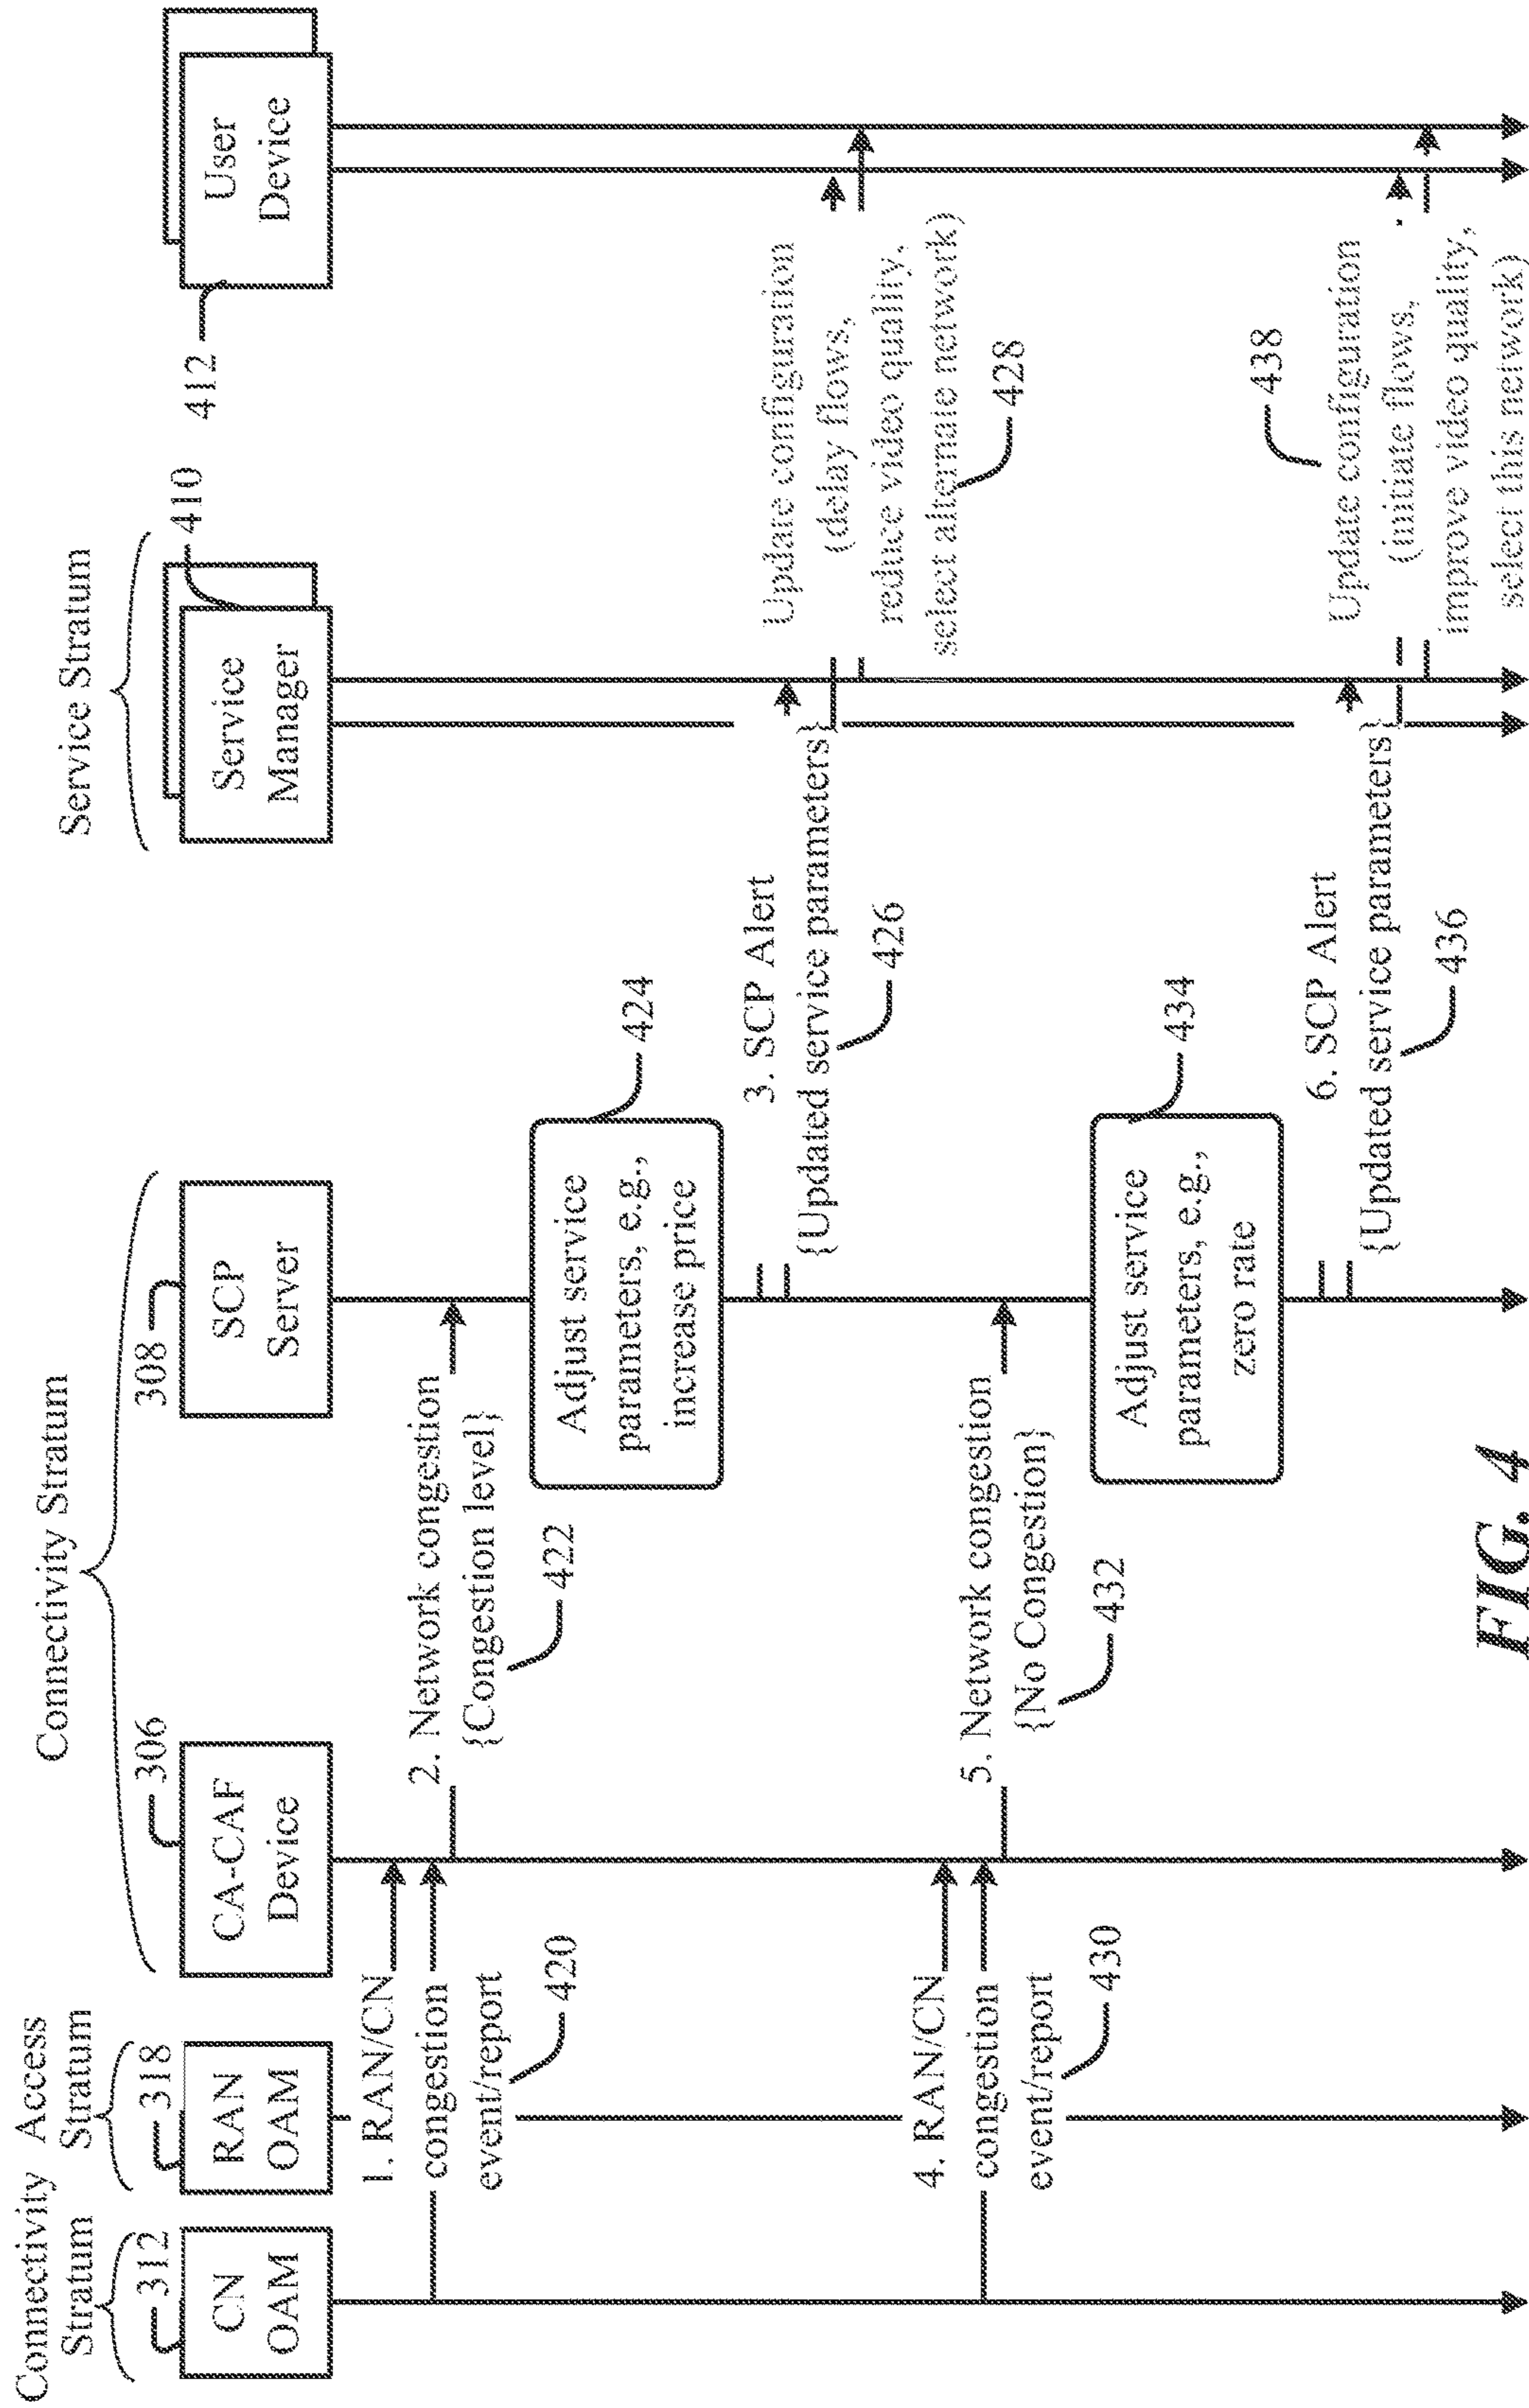 Connectivity
Stratum
Access
Stratum
Connectivity Stratum
Service Stratum
312
318
306
308
410
412
CN
OAM
RAN
OAM
CA-CAF
Device
SCP
Server
Service
Manager
User
Device
1. RAN/CN
congestion
event/report
420
2. Network congestion
{Congestion level}
422
Adjust service
parameters, e.g.,
increase price
424
3. SCP Alert
{Updated service parameters}
426
Update configuration
(delay flows,
reduce video quality,
select alternate network)
428
4. RAN/CN
congestion
event/report
430
5. Network congestion
{No Congestion}
432
Adjust service
parameters, e.g.,
zero rate
434
6. SCP Alert
{Updated service parameters}
436
Update configuration
(initiate flows,
improve video quality,
select this network)
438
FIG. 4